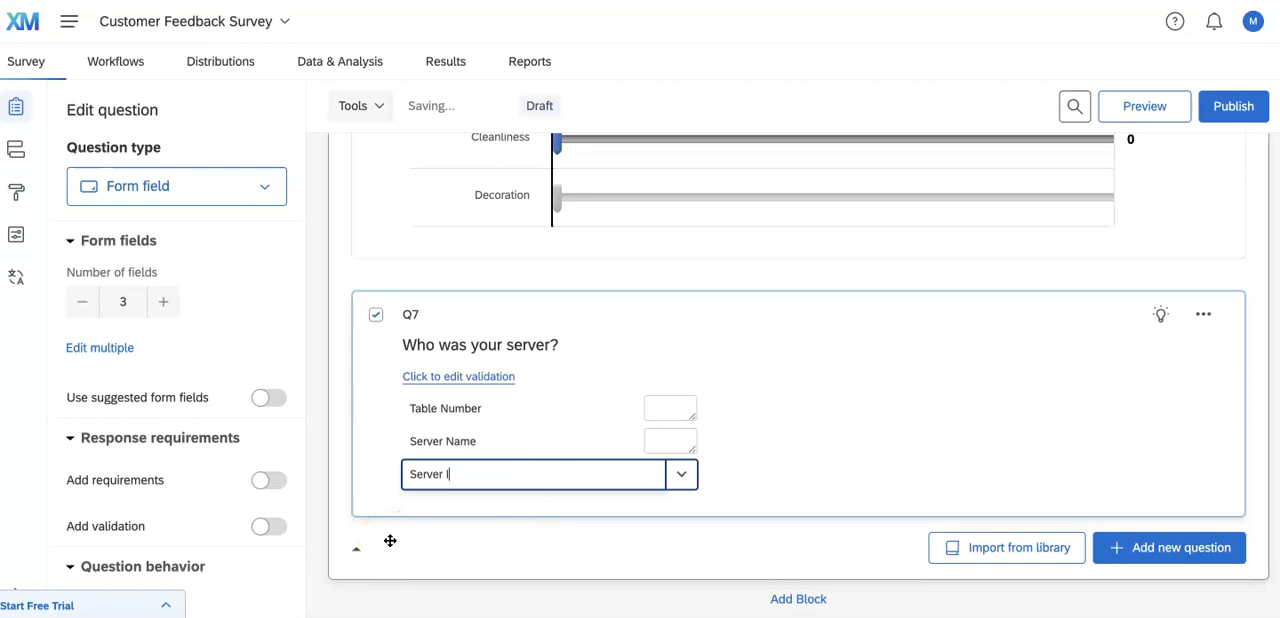 XM
Customer Feedback Survey
M
Survey
Workflows
Distributions
Data & Analysis
Results
Reports
Edit question
Question type
Form field
Form fields
Number of fields
3
Edit multiple
Use suggested form fields
Response requirements
Add requirements
Add validation
Question behavior
Start Free Trial
Tools
Saving...
Draft
Preview
Publish
Cleanliness
0
Decoration
Q7
Who was your server?
Click to edit validation
Table Number
Server Name
Server I
Import from library
Add new question
Add Block